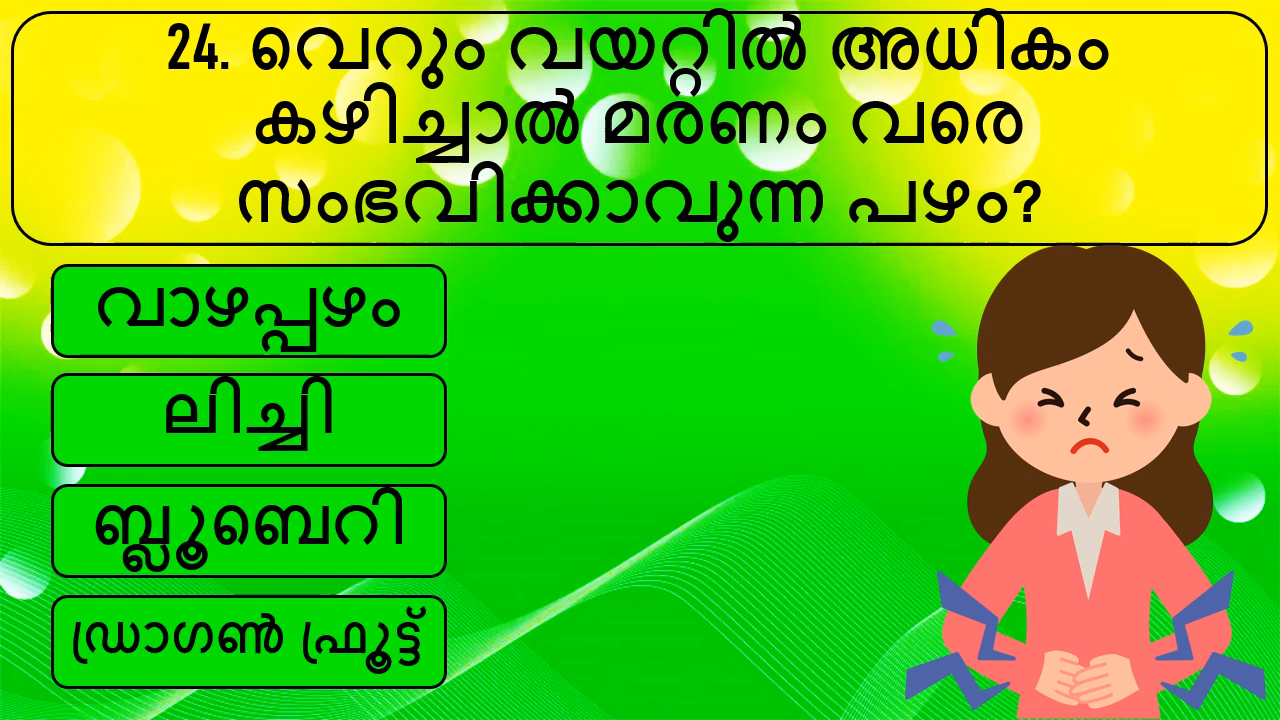 24. വെറും വയറ്റിൽ അധികം
കഴിച്ചാൽ മരണം വരെ
സംഭവിക്കാവുന്ന പഴം?
വാഴപ്പഴം
ലിച്ചി
ബ്ലൂബെറി
ഡ്രാഗൺ ഫ്രൂട്ട്